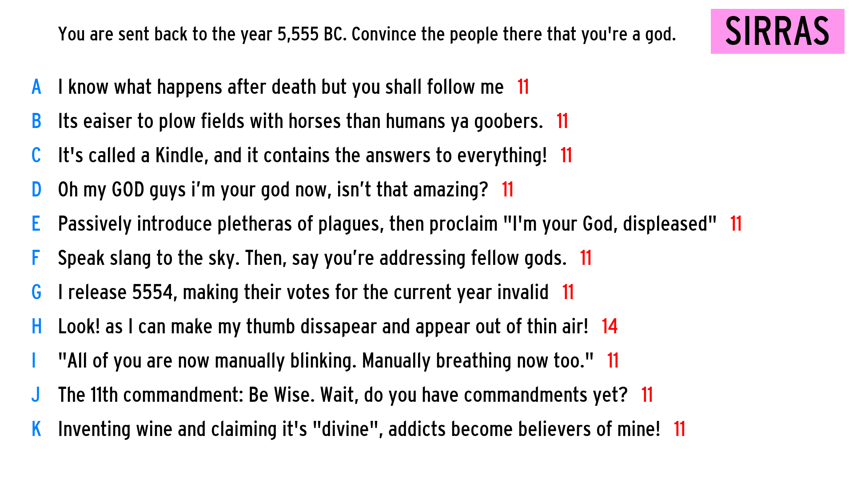 You are sent back to the year 5,555 BC. Convince the people there that you're a god.
SIRRAS
A I know what happens after death but you shall follow me 11
B Its eaiser to plow fields with horses than humans ya goobers. 11
C It's called a Kindle, and it contains the answers to everything! 11
D Oh my GOD guys i’m your god now, isn’t that amazing? 11
E Passively introduce pletheras of plagues, then proclaim "I'm your God, displeased" 11
F Speak slang to the sky. Then, say you’re addressing fellow gods. 11
G I release 5554, making their votes for the current year invalid 11
H Look! as I can make my thumb dissapear and appear out of thin air! 14
I "All of you are now manually blinking. Manually breathing now too." 11
J The 11th commandment: Be Wise. Wait, do you have commandments yet? 11
K Inventing wine and claiming it's "divine", addicts become believers of mine! 11